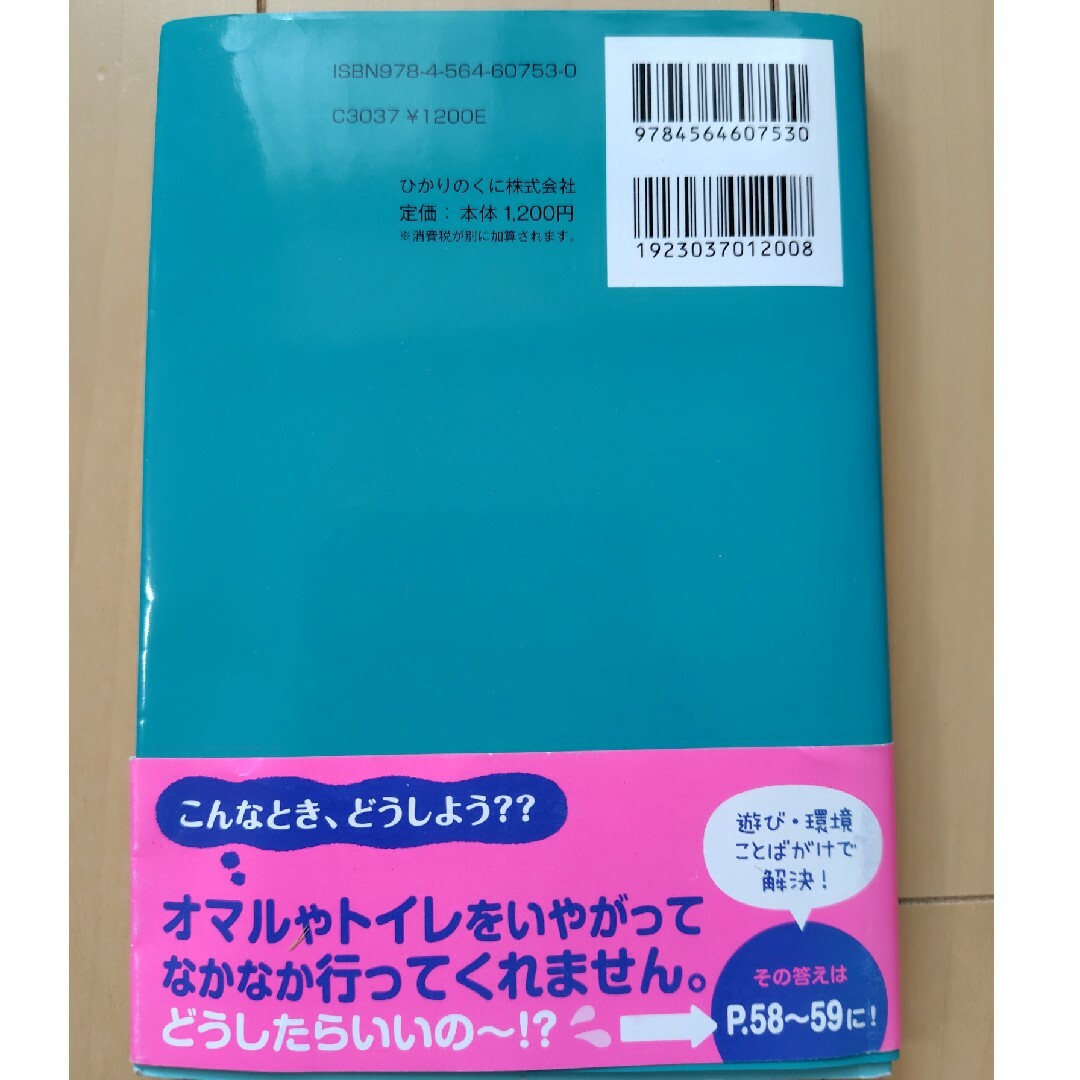 ISBN978-4-564-60753-0
C3037 ¥1200E
ひかりのくに株式会社
定価：本体1,200円
※消費税が別に加算されます。
9784564607530
1923037012008
こんなとき、どうしよう??
オマルやトイレをいやがって
なかなか行ってくれません。
どうしたらいいの〜!?
遊び・環境
ことばがけで
解決！
その答えは
P.58〜59に！